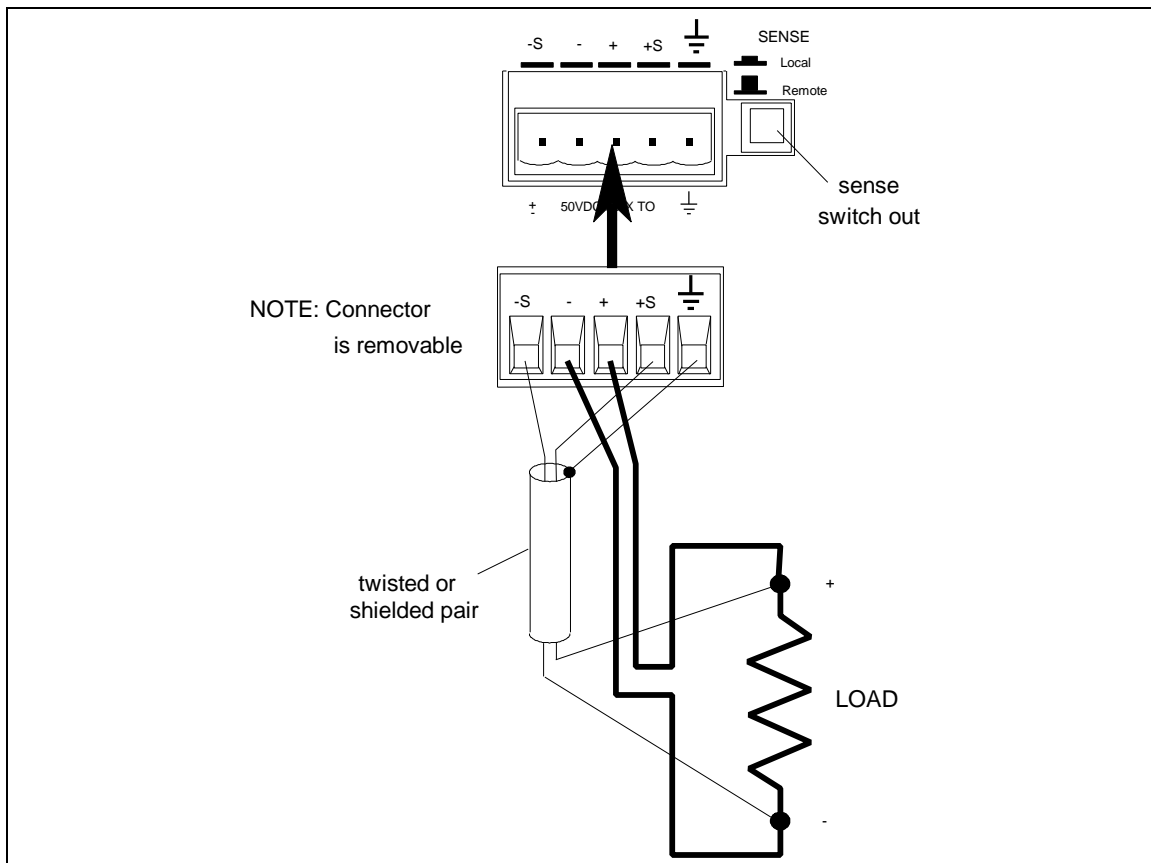 SENSE
-S - + +S
Local
Remote
+
- 50VDC X TO
sense
switch out
-S - + +S
NOTE: Connector
is removable
twisted or
shielded pair
+
LOAD
-